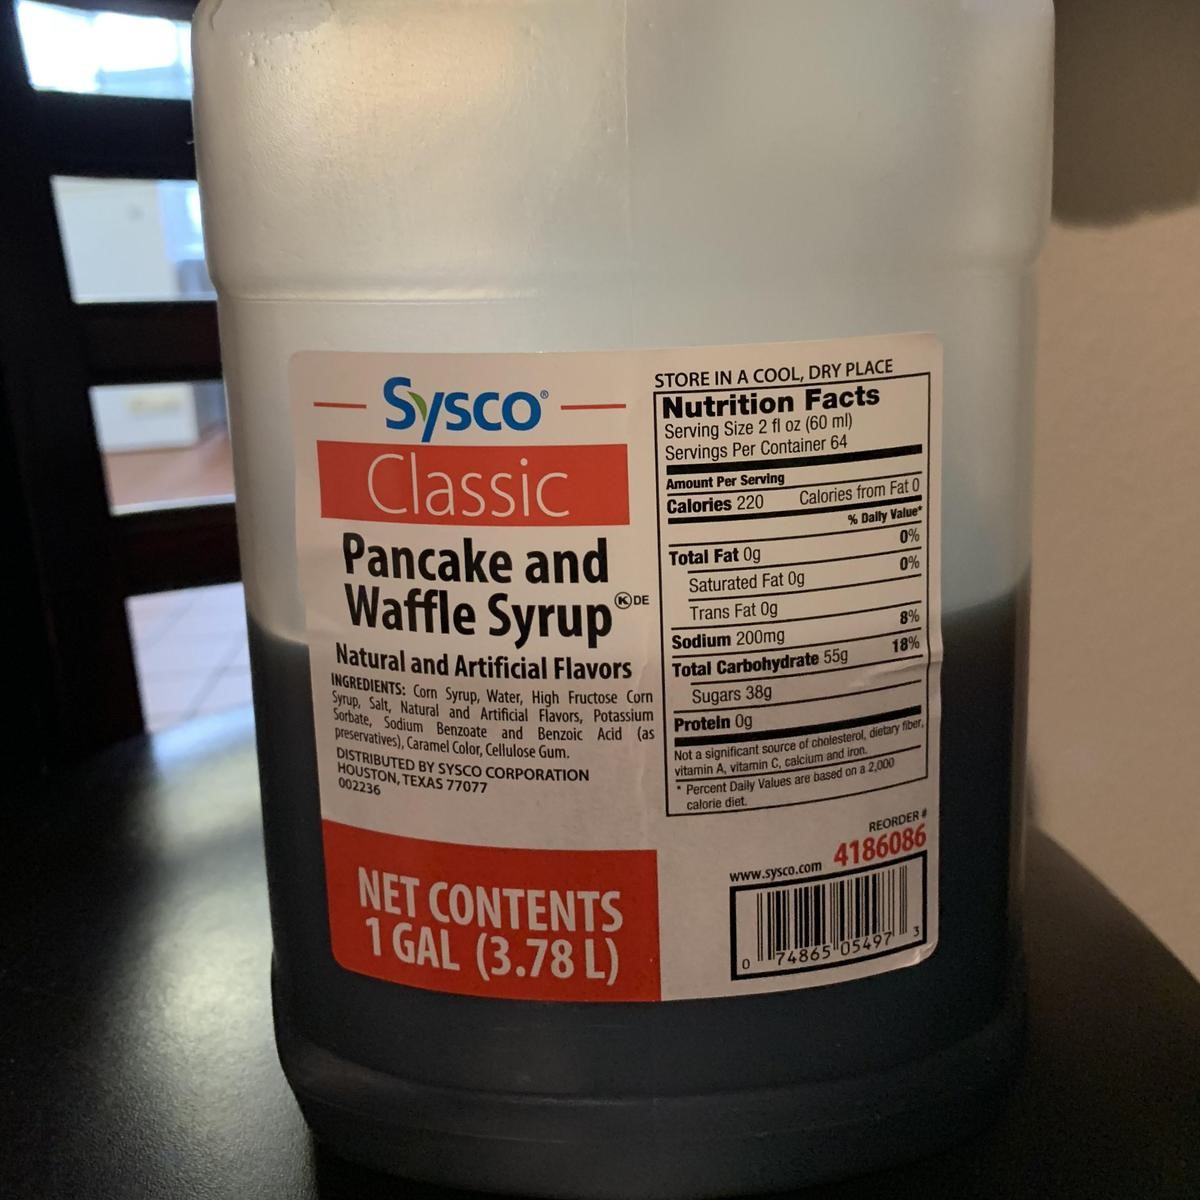 Sysco®
Classic
Pancake and
Waffle Syrup ⓀDE
Natural and Artificial Flavors
INGREDIENTS: Corn Syrup, Water, High Fructose Corn
Syrup, Salt, Natural and Artificial Flavors, Potassium
Sorbate, Sodium Benzoate and Benzoic Acid (as
preservatives), Caramel Color, Cellulose Gum.
DISTRIBUTED BY SYSCO CORPORATION
HOUSTON, TEXAS 77077
002236
NET CONTENTS
1 GAL (3.78 L)
STORE IN A COOL, DRY PLACE
Nutrition Facts
Serving Size 2 fl oz (60 ml)
Servings Per Container 64
Amount Per Serving
Calories 220 Calories from Fat 0
% Daily Value*
Total Fat 0g 0%
Saturated Fat 0g 0%
Trans Fat 0g
Sodium 200mg 8%
Total Carbohydrate 55g 18%
Sugars 38g
Protein 0g
Not a significant source of cholesterol, dietary fiber,
vitamin A, vitamin C, calcium and iron.
* Percent Daily Values are based on a 2,000
calorie diet.
REORDER #
www.sysco.com 4186086
0 74865 05497 3